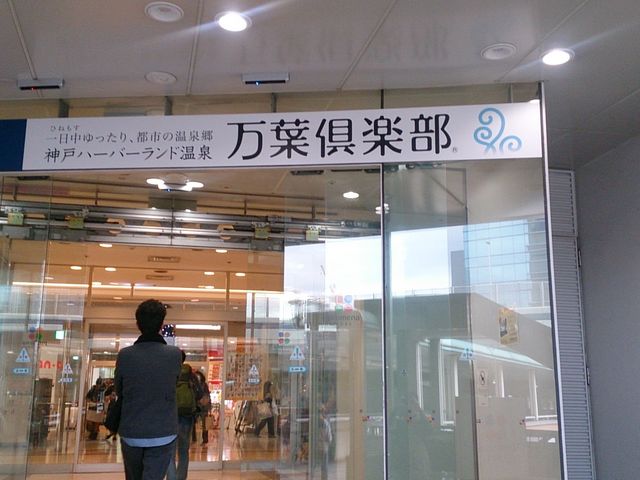 ひねもす
一日中ゆったり、都市の温泉郷
神戸ハーバーランド温泉
万葉倶楽部®